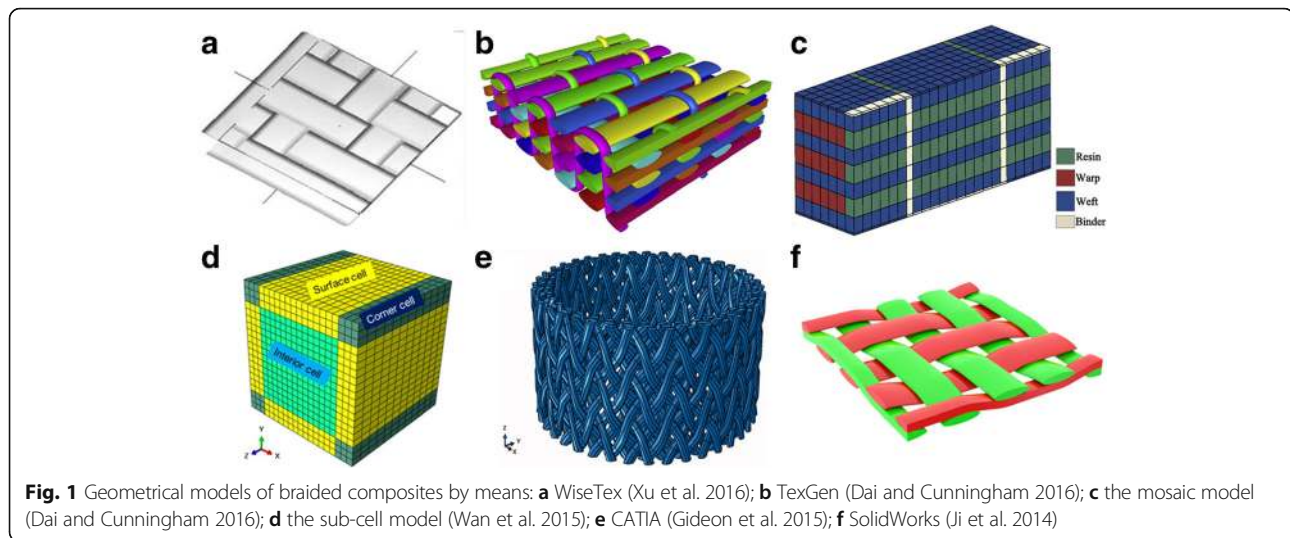 a
b
c
Resin
Warp
Weft
Binder
d
Surface cell
Corner cell
Interior cell
Y
Z
X
e
Z
Y
X
f
Fig. 1 Geometrical models of braided composites by means: a WiseTex (Xu et al. 2016); b TexGen (Dai and Cunningham 2016); c the mosaic model
(Dai and Cunningham 2016); d the sub-cell model (Wan et al. 2015); e CATIA (Gideon et al. 2015); f SolidWorks (Ji et al. 2014)